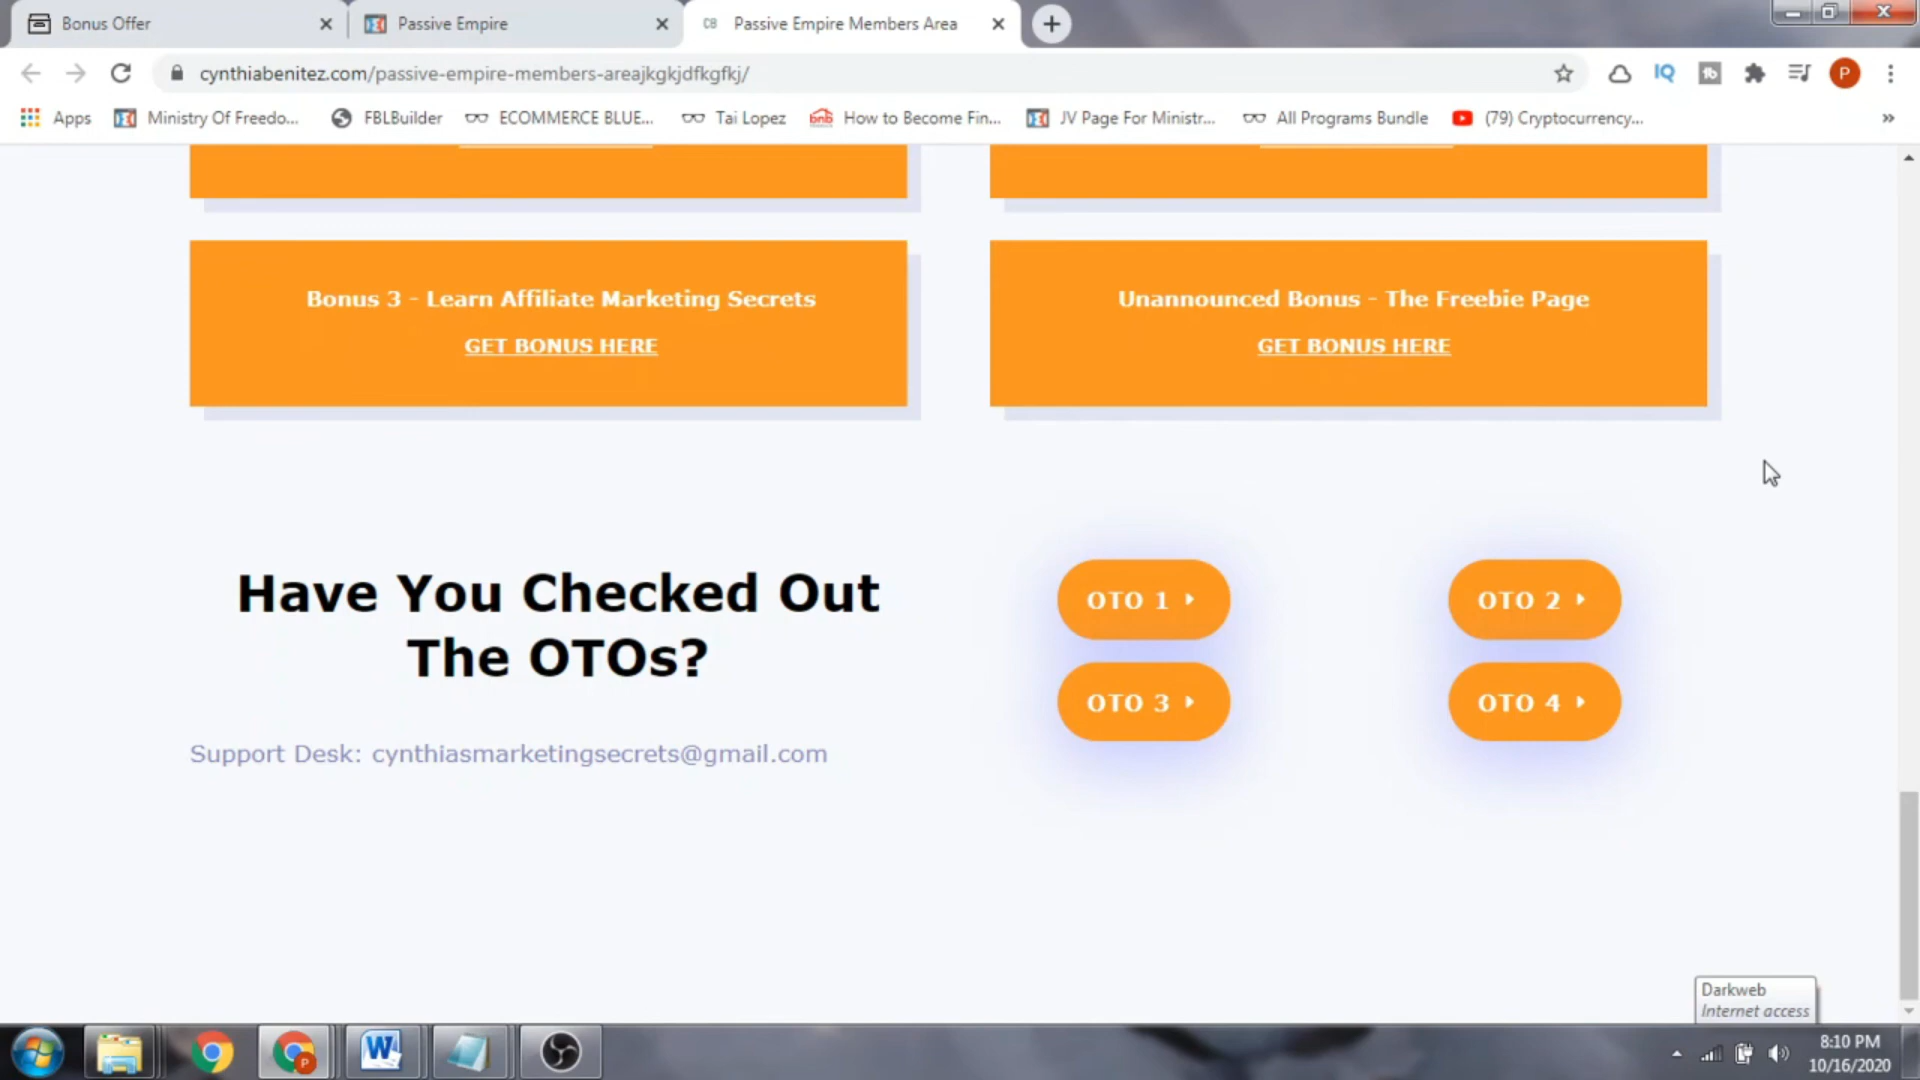 Bonus Offer
Passive Empire
CB Passive Empire Members Area
cynthiabenitez.com/passive-empire-members-areajkgkjdfkgfkj/
IQ
tb
P
Apps
Ministry Of Freedo...
FBLBuilder
ECOMMERCE BLUE...
Tai Lopez
bnb
How to Become Fin...
JV Page For Ministr...
All Programs Bundle
(79) Cryptocurrency...
»
Bonus 3 - Learn Affiliate Marketing Secrets
GET BONUS HERE
Unannounced Bonus - The Freebie Page
GET BONUS HERE
Have You Checked Out
The OTOs?
Support Desk: cynthiasmarketingsecrets@gmail.com
OTO 1
OTO 2
OTO 3
OTO 4
Darkweb
Internet access
P
W
8:10 PM
10/16/2020